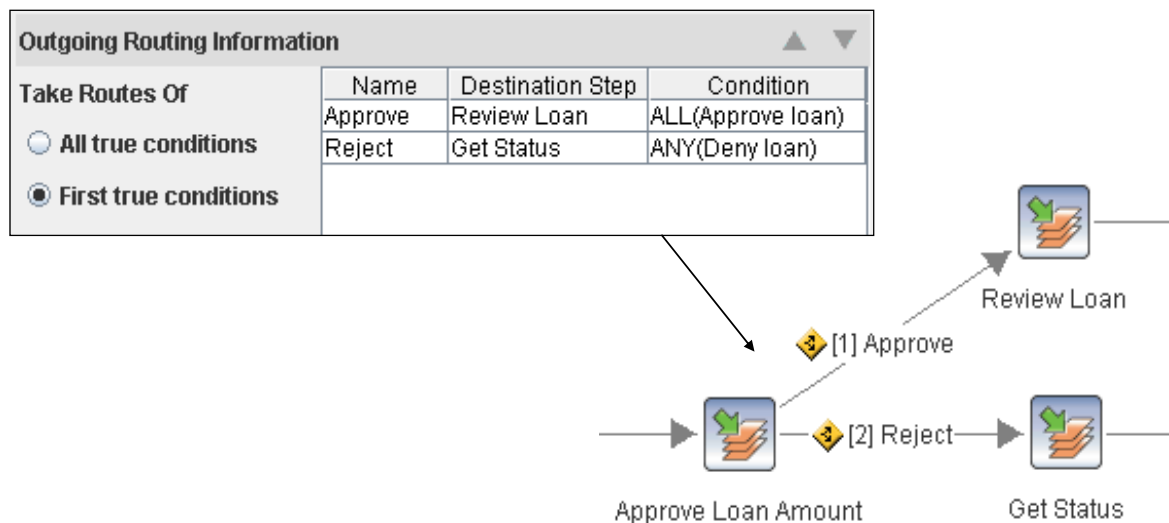 Outgoing Routing Information
Take Routes Of
All true conditions
First true conditions
Name Destination Step Condition
Approve Review Loan ALL(Approve loan)
Reject Get Status ANY(Deny loan)
Review Loan
[1] Approve
[2] Reject
Approve Loan Amount
Get Status